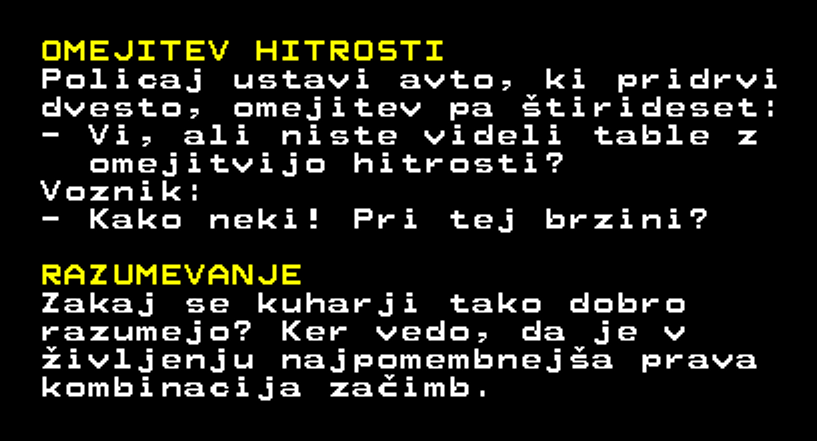 OMEJITEV HITROSTI
Policaj ustavi avto, ki pridrvi
dvesto, omejitev pa štirideset:
- Vi, ali niste videli table z
omejitvijo hitrosti?
Voznik:
- Kako neki! Pri tej brzini?
RAZUMEVANJE
Zakaj se kuharji tako dobro
razumejo? Ker vedo, da je v
življenju najpomembnejša prava
kombinacija začimb.